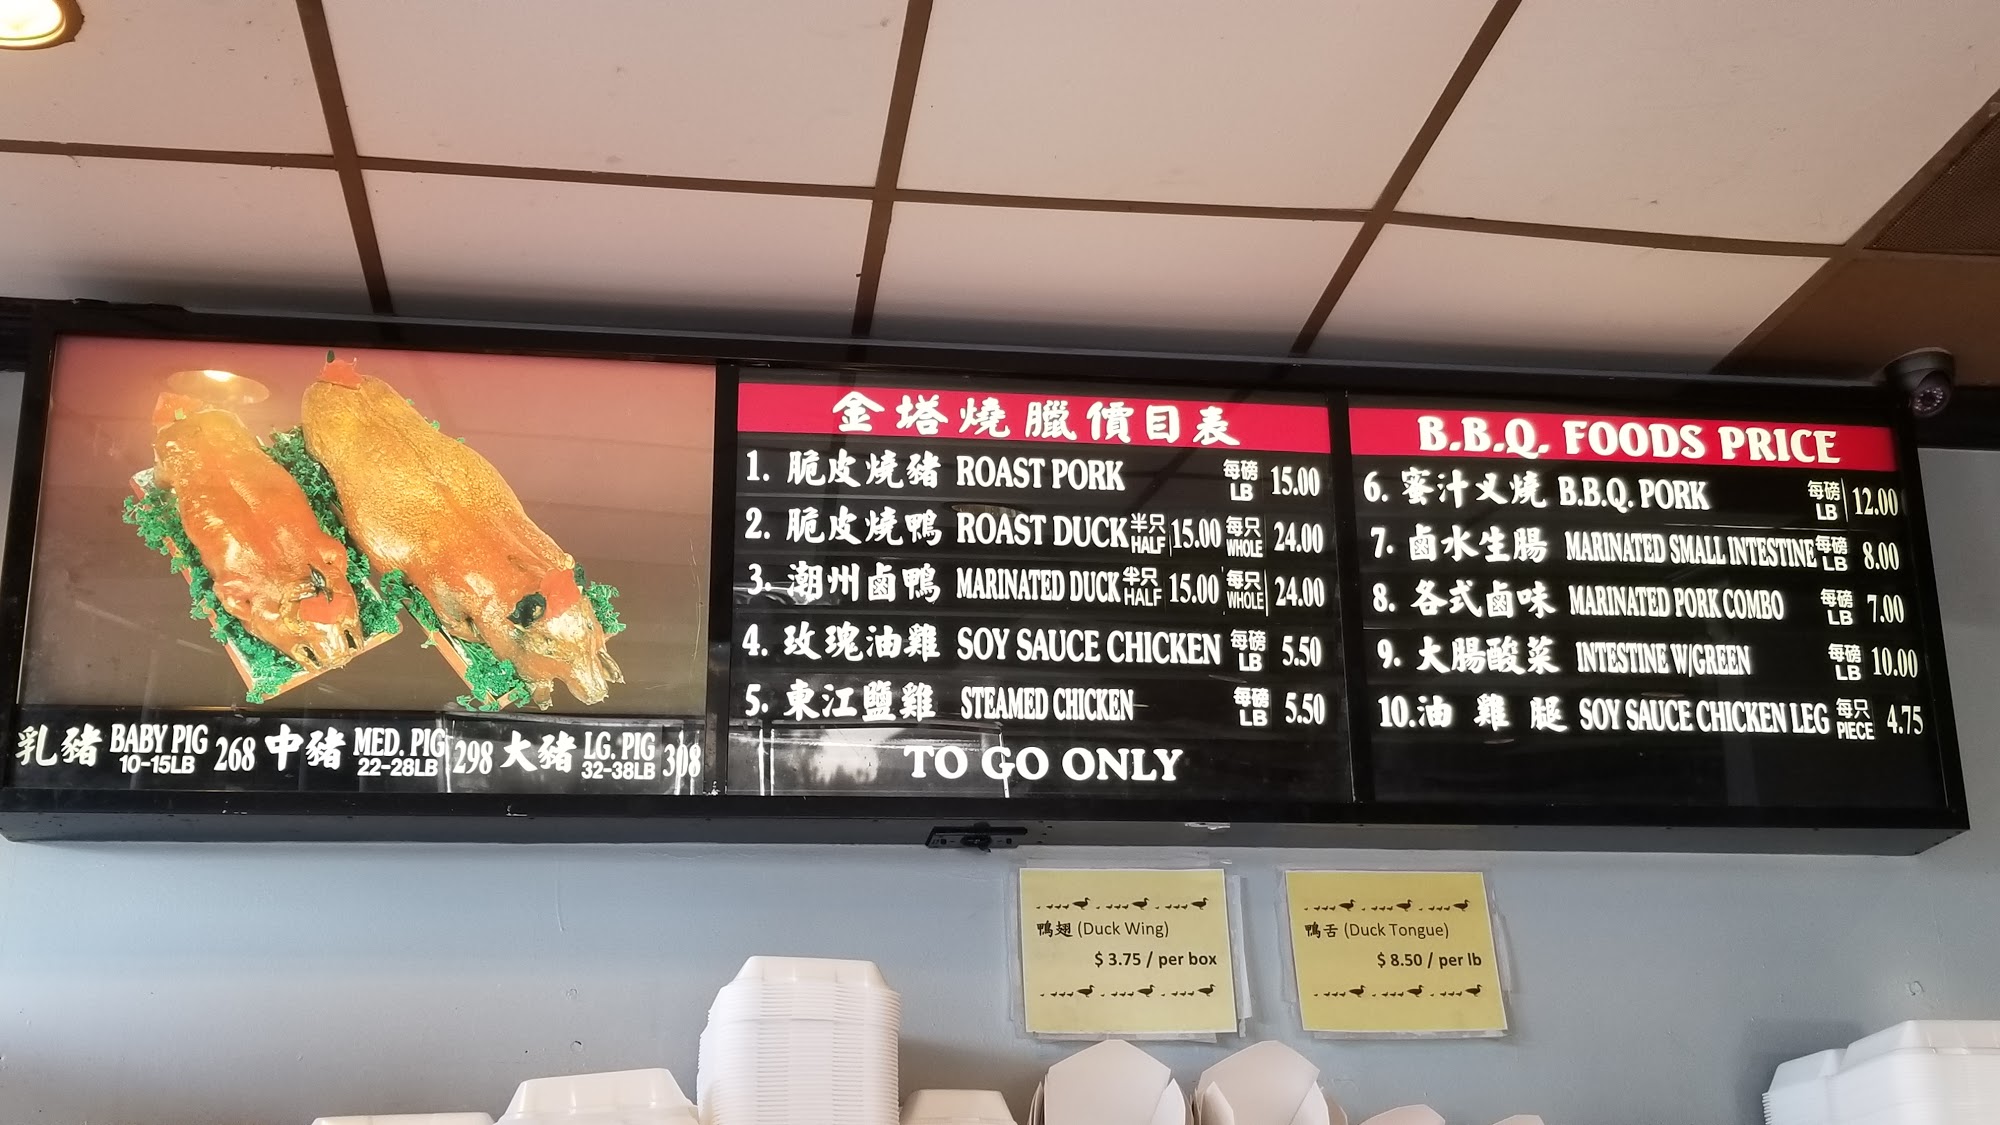 乳豬 BABY PIG 10-15LB 268 中豬 MED. PIG 22-28LB 298 大豬 LG. PIG 32-38LB 308
金塔燒臘價目表
1. 脆皮燒豬 ROAST PORK 每磅 LB 15.00
2. 脆皮燒鴨 ROAST DUCK 半只 HALF 15.00 每只 WHOLE 24.00
3. 潮州鹵鴨 MARINATED DUCK 半只 HALF 15.00 每只 WHOLE 24.00
4. 玫瑰油雞 SOY SAUCE CHICKEN 每磅 LB 5.50
5. 東江鹽雞 STEAMED CHICKEN 每磅 LB 5.50
TO GO ONLY
B.B.Q. FOODS PRICE
6. 蜜汁叉燒 B.B.Q. PORK 每磅 LB 12.00
7. 鹵水生腸 MARINATED SMALL INTESTINE 每磅 LB 8.00
8. 各式鹵味 MARINATED PORK COMBO 每磅 LB 7.00
9. 大腸酸菜 INTESTINE W/GREEN 每磅 LB 10.00
10. 油雞腿 SOY SAUCE CHICKEN LEG 每只 PIECE 4.75
鴨翅 (Duck Wing)
$ 3.75 / per box
鴨舌 (Duck Tongue)
$ 8.50 / per lb